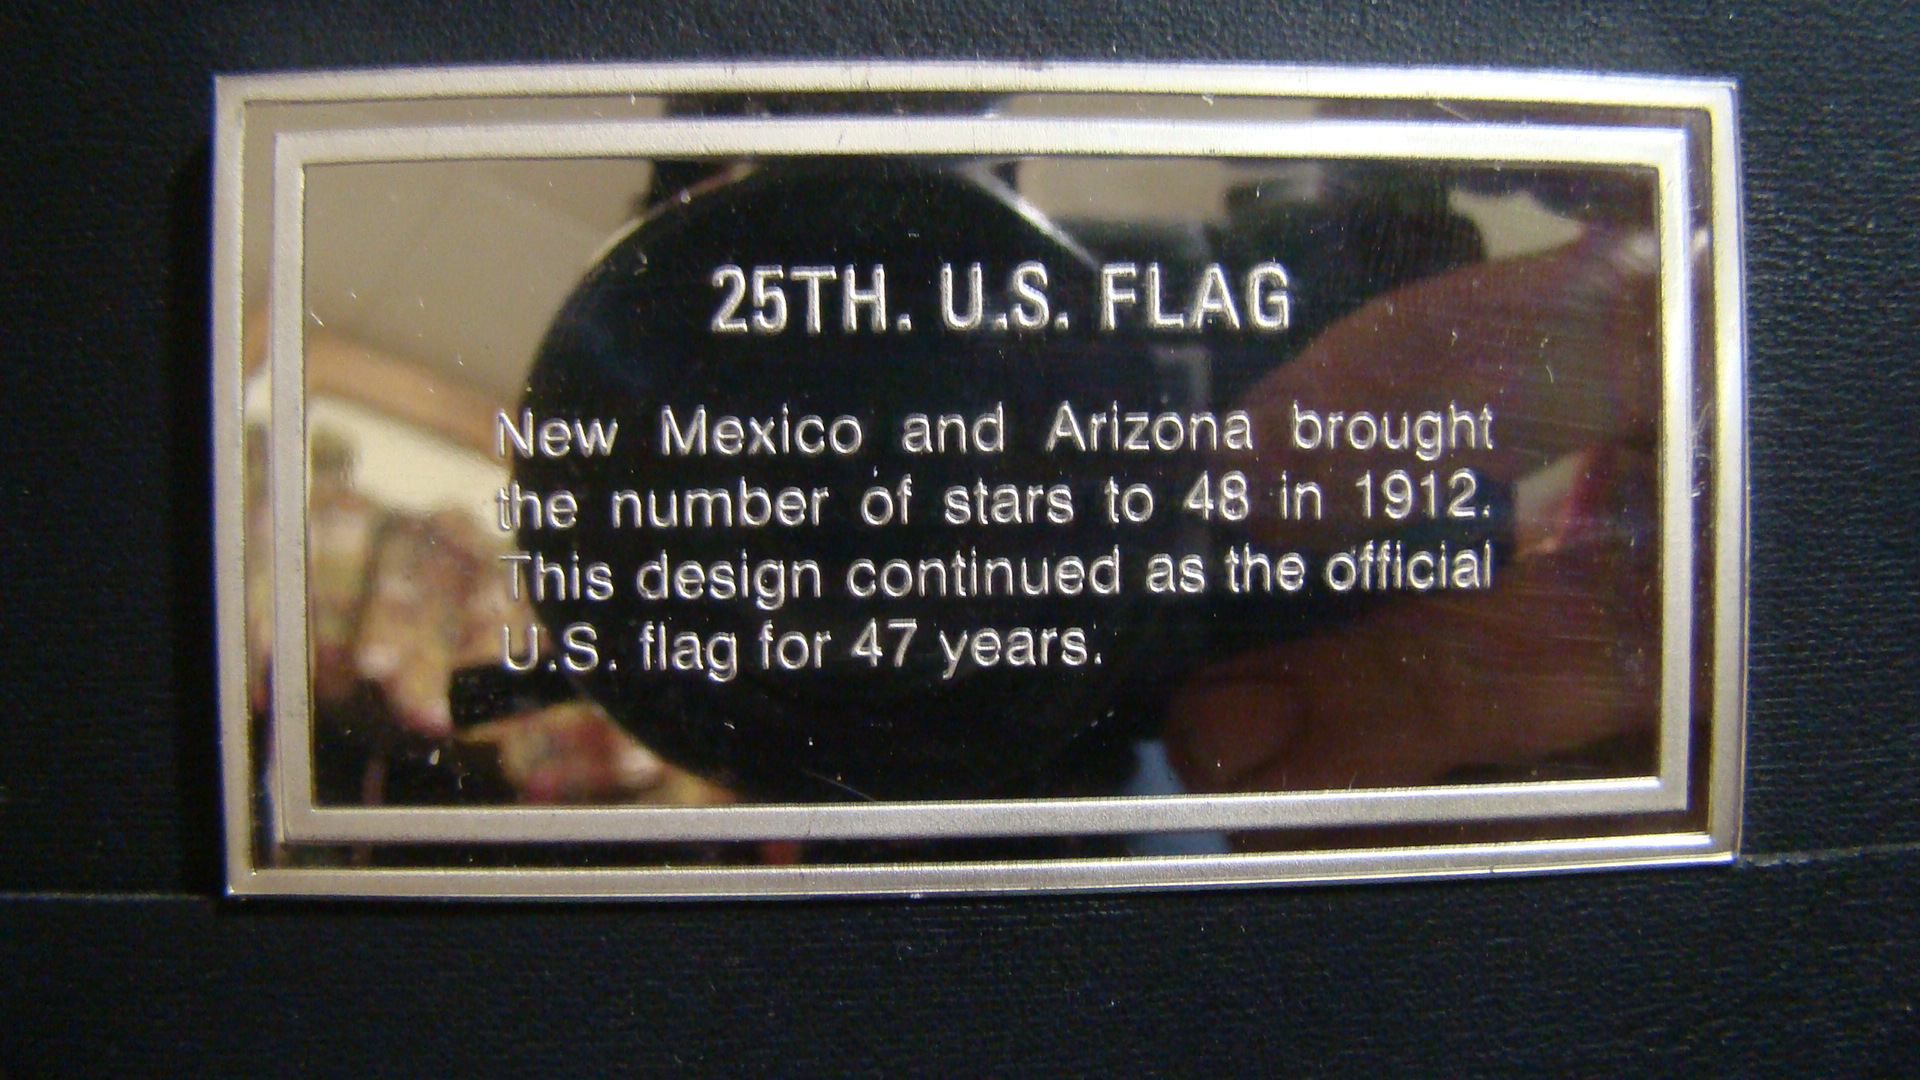 25TH. U.S. FLAG
New Mexico and Arizona brought
the number of stars to 48 in 1912.
This design continued as the official
U.S. flag for 47 years.